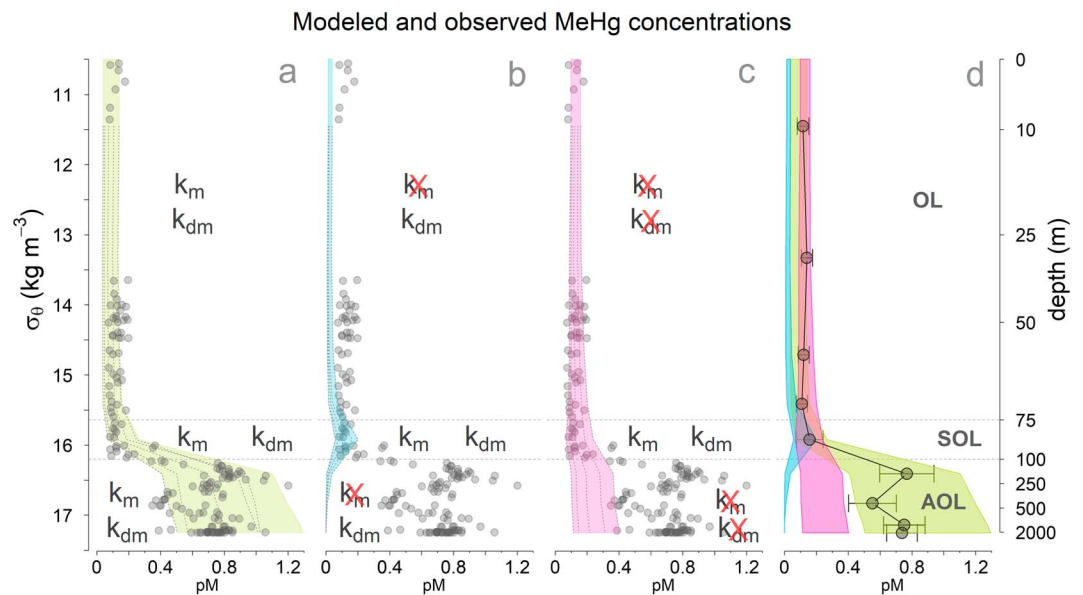 Modeled and observed MeHg concentrations
a b c d
0
11
10
12
km km km
OL
kdm kdm kdm
13
25
σθ (kg m−3)
depth (m)
14
50
15
75
km kdm km kdm km kdm SOL
16
100
km km km 250
AOL
500
kdm kdm kdm
17
2000
0 0.4 0.8 1.2 0 0.4 0.8 1.2 0 0.4 0.8 1.2 0 0.4 0.8 1.2
pM pM pM pM